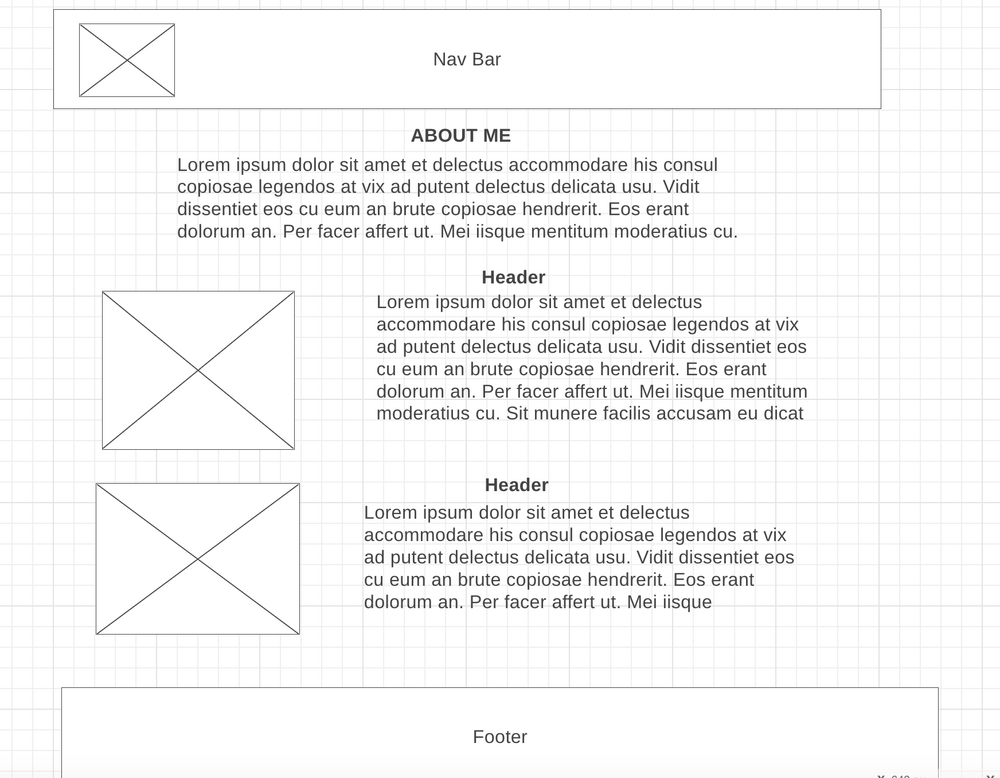 Nav Bar
ABOUT ME
Lorem ipsum dolor sit amet et delectus accommodare his consul
copiosae legendos at vix ad putent delectus delicata usu. Vidit
dissentiet eos cu eum an brute copiosae hendrerit. Eos erant
dolorum an. Per facer affert ut. Mei iisque mentitum moderatius cu.
Header
Lorem ipsum dolor sit amet et delectus
accommodare his consul copiosae legendos at vix
ad putent delectus delicata usu. Vidit dissentiet eos
cu eum an brute copiosae hendrerit. Eos erant
dolorum an. Per facer affert ut. Mei iisque mentitum
moderatius cu. Sit munere facilis accusam eu dicat
Header
Lorem ipsum dolor sit amet et delectus
accommodare his consul copiosae legendos at vix
ad putent delectus delicata usu. Vidit dissentiet eos
cu eum an brute copiosae hendrerit. Eos erant
dolorum an. Per facer affert ut. Mei iisque
Footer